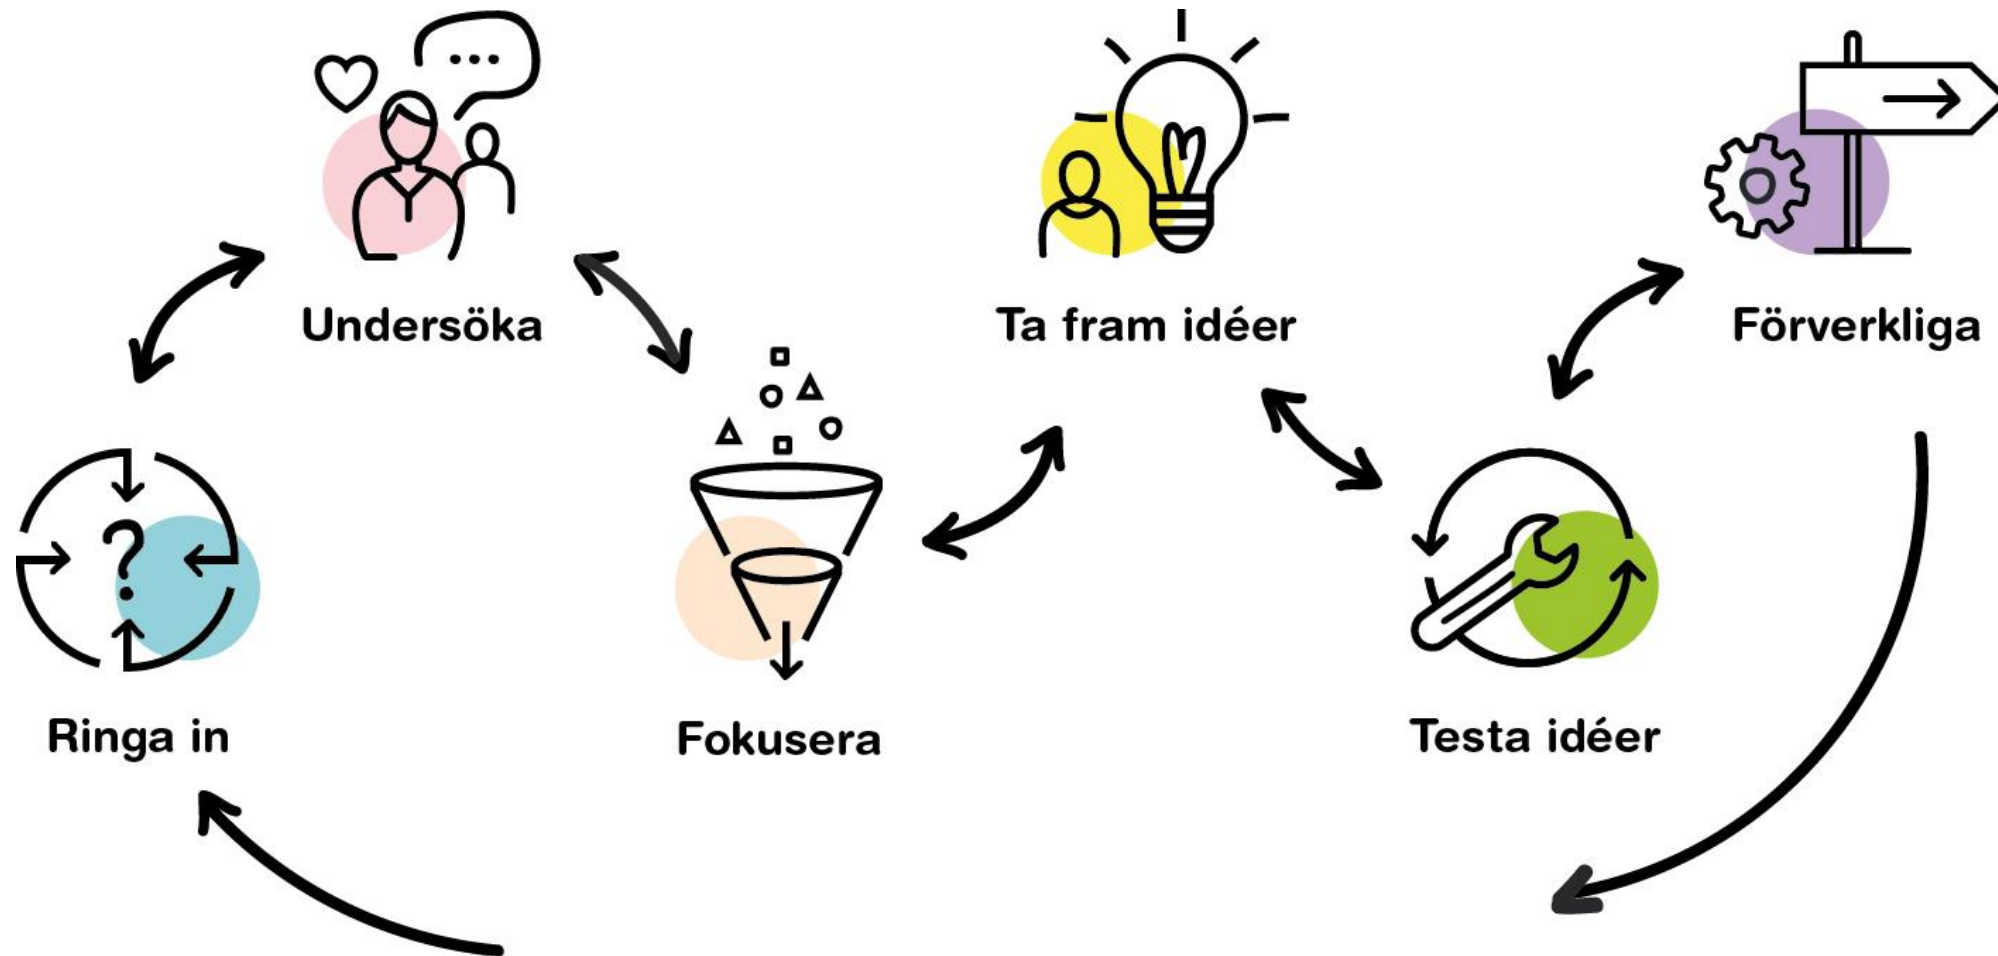 Undersöka
Ta fram idéer
Förverkliga
Ringa in
Fokusera
Testa idéer